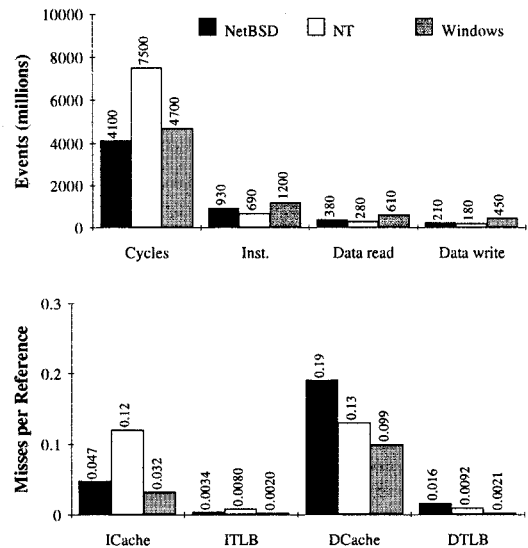 NetBSD NT Windows
Events (millions)
10000
8000
6000
4000
2000
0
4100 7500 4700
930 690 1200
380 280 610
210 180 450
Cycles Inst. Data read Data write
Misses per Reference
0.3
0.2
0.1
0
0.047 0.12 0.032
0.0034 0.0080 0.0020
0.19 0.13 0.099
0.016 0.0092 0.0021
ICache ITLB DCache DTLB